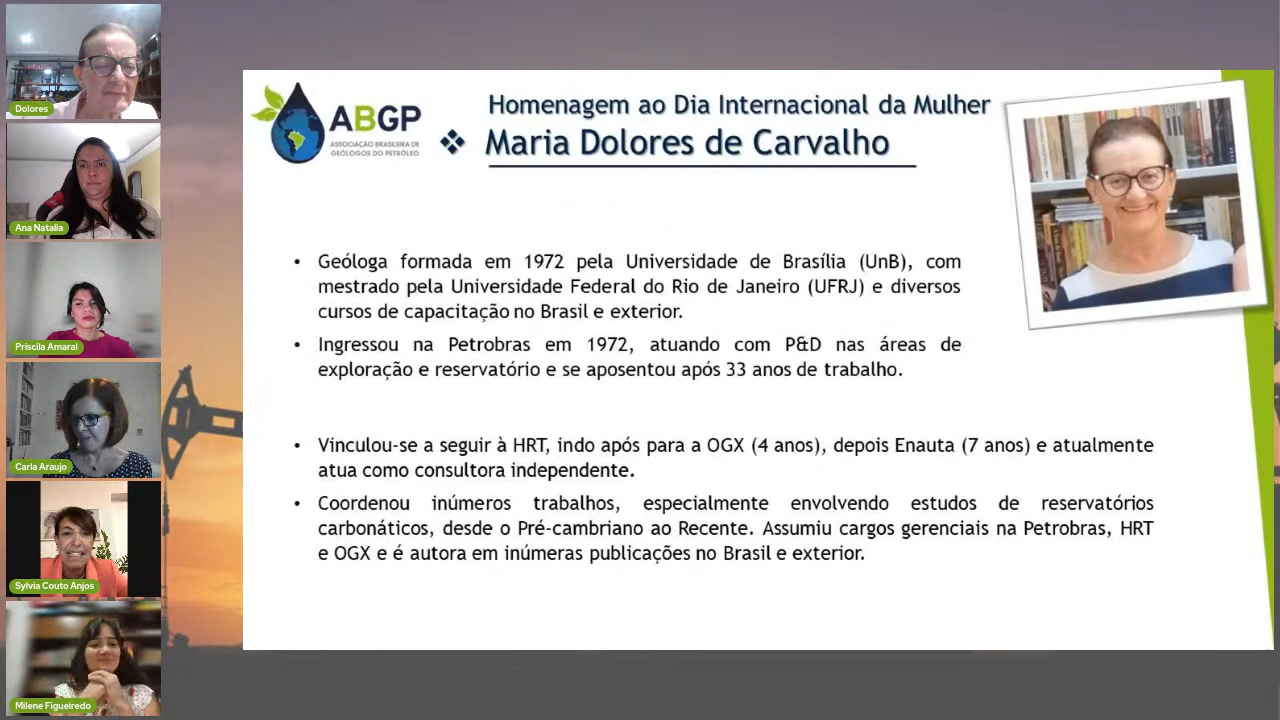 Dolores
Ana Natalia
Priscila Amaral
Carla Araujo
Sylvia Couto Anjos
Milene Figueiredo
ABGP
ASSOCIAÇÃO BRASILEIRA DE
GEÓLOGOS DO PETRÓLEO
Homenagem ao Dia Internacional da Mulher
❖ Maria Dolores de Carvalho
• Geóloga formada em 1972 pela Universidade de Brasília (UnB), com
mestrado pela Universidade Federal do Rio de Janeiro (UFRJ) e diversos
cursos de capacitação no Brasil e exterior.
• Ingressou na Petrobras em 1972, atuando com P&D nas áreas de
exploração e reservatório e se aposentou após 33 anos de trabalho.
• Vinculou-se a seguir à HRT, indo após para a OGX (4 anos), depois Enauta (7 anos) e atualmente
atua como consultora independente.
• Coordenou inúmeros trabalhos, especialmente envolvendo estudos de reservatórios
carbonáticos, desde o Pré-cambriano ao Recente. Assumiu cargos gerenciais na Petrobras, HRT
e OGX e é autora em inúmeras publicações no Brasil e exterior.